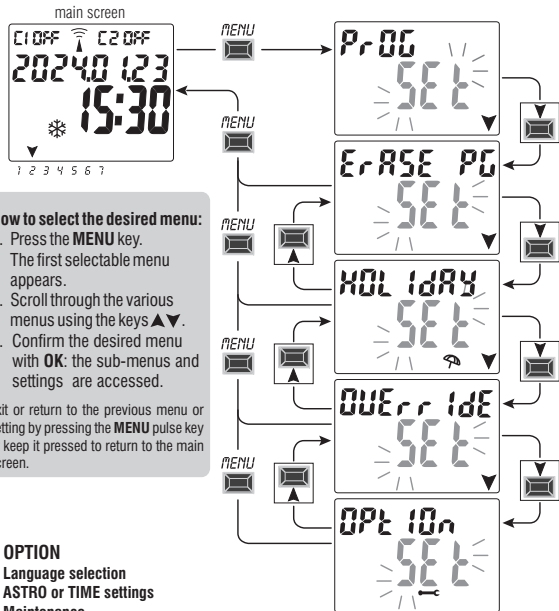 main screen
C1 OFF C2 OFF
2024.01.23
15:30
1 2 3 4 5 6 7
MENU
MENU
MENU
MENU
MENU
PrOG
SEt
ErASE PG
SEt
HOLIdAY
SEt
OUErrIdE
SEt
OPtIOn
SEt
ow to select the desired menu:
. Press the MENU key.
The first selectable menu
appears.
. Scroll through the various
menus using the keys ▲▼.
. Confirm the desired menu
with OK: the sub-menus and
settings are accessed.
xit or return to the previous menu or
etting by pressing the MENU pulse key
keep it pressed to return to the main
creen.
OPTION
Language selection
ASTRO or TIME settings
Maintenance